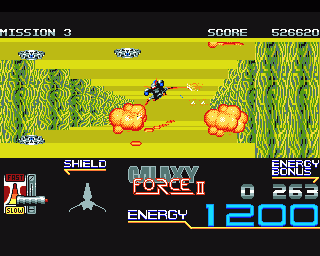 MISSION 3 SCORE 526620
SHIELD
GALAXY
FORCE II
ENERGY
BONUS
0 263
FAST
SLOW
ENERGY 1200